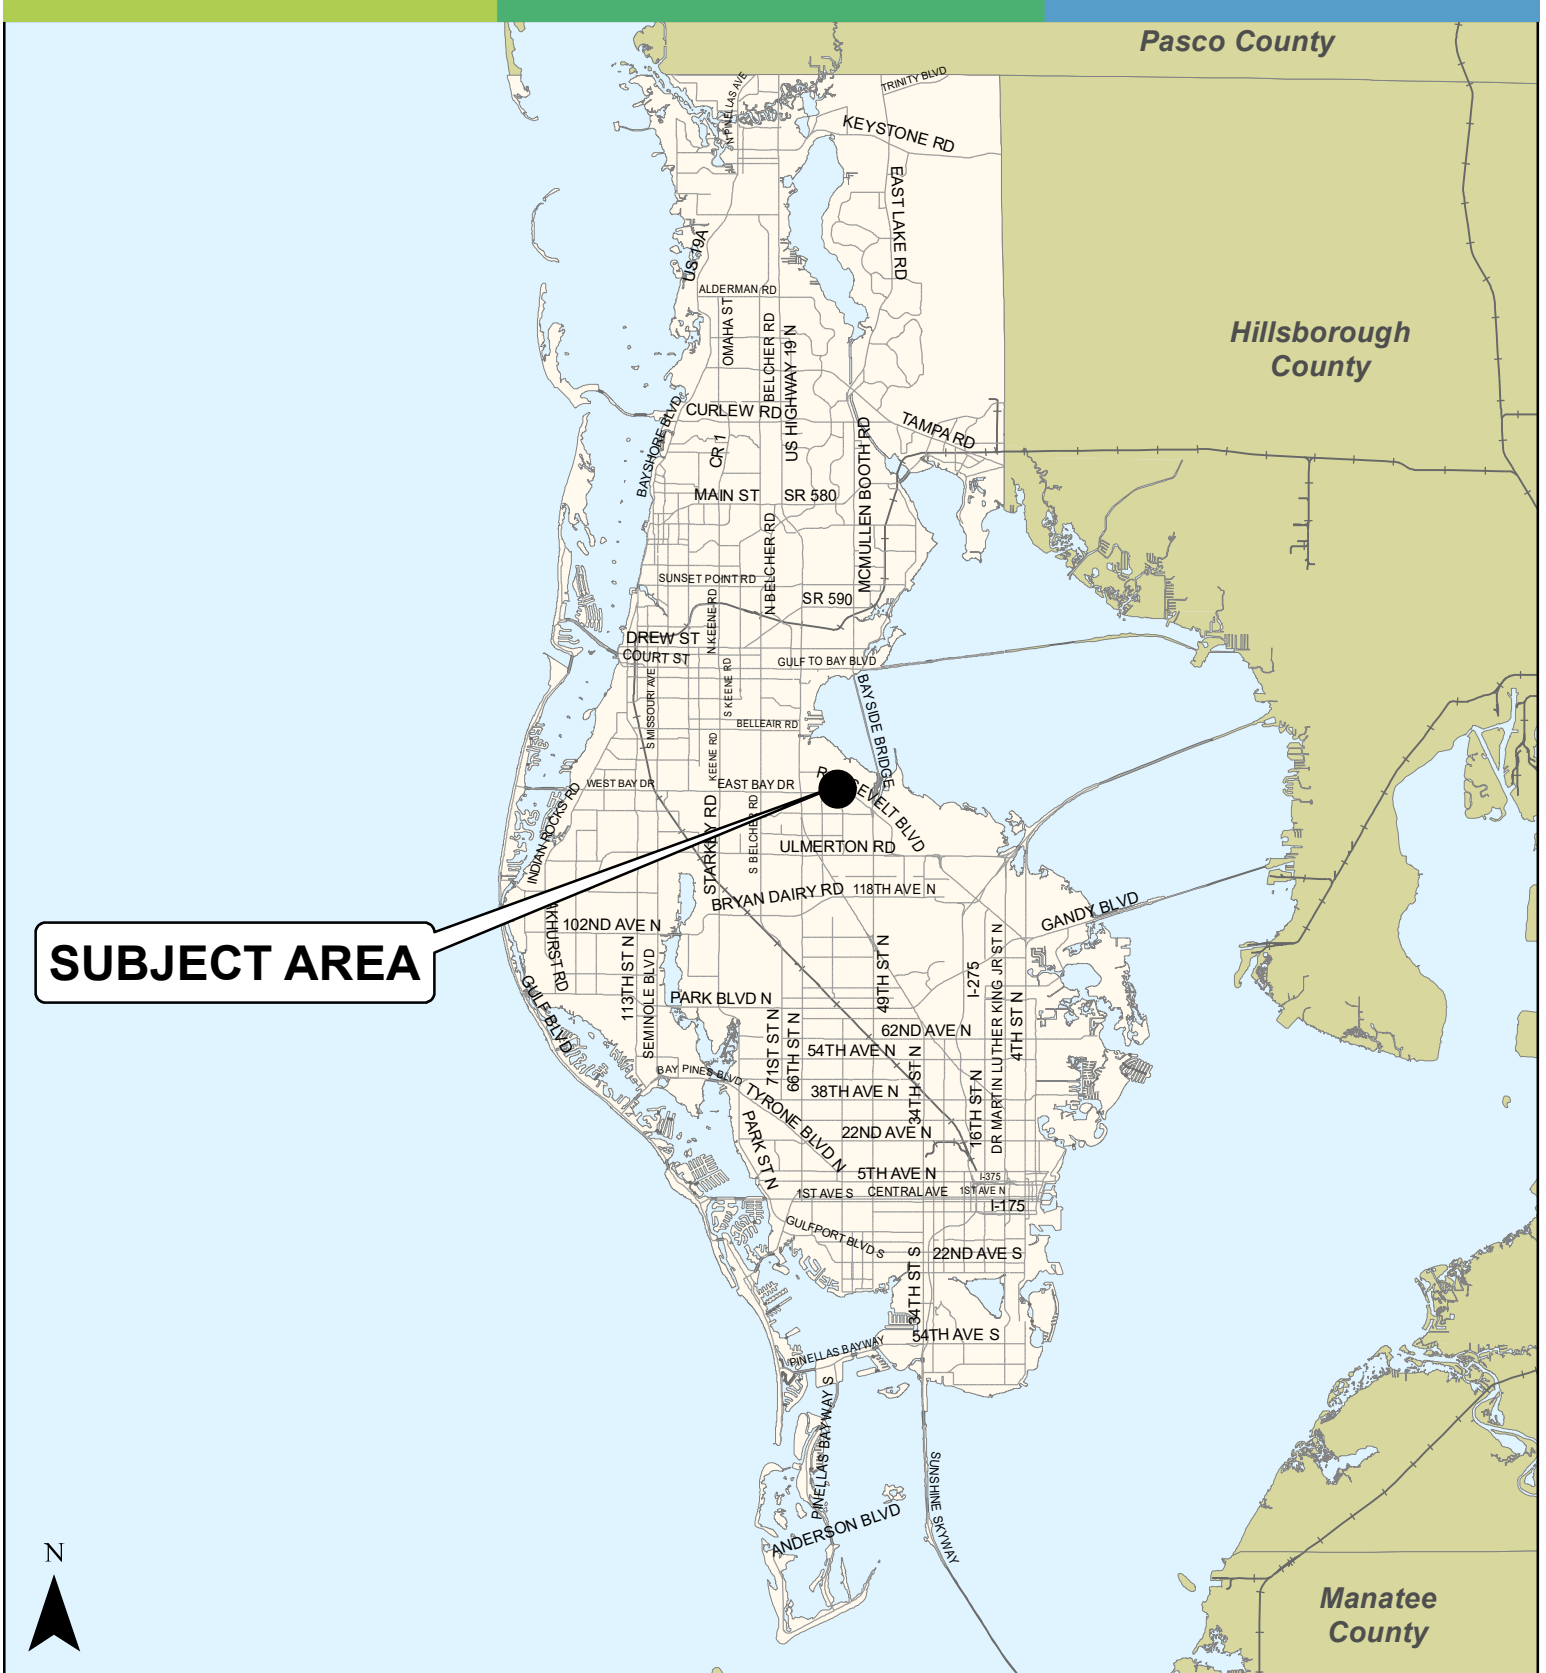 Pasco County
TRINITY BLVD
N PINELLAS AVE
KEYSTONE RD
EAST LAKE RD
US 19A
ALDERMAN RD
OMAHA ST
BELCHER RD
US HIGHWAY 19 N
Hillsborough
County
BAYSHORE BLVD
CURLEW RD
TAMPA RD
CR 1
MCMULLEN BOOTH RD
MAIN ST
SR 580
N BELCHER RD
SUNSET POINT RD
SR 590
N KEENE RD
DREW ST
COURT ST
GULF TO BAY BLVD
S MISSOURI AVE
S KEENE RD
BAYSIDE BRIDGE
BELLEAIR RD
KEENE RD
WEST BAY DR
EAST BAY DR
INDIAN ROCKS RD
STARKEY RD
S BELCHER RD
ULMERTON RD
BRYAN DAIRY RD
118TH AVE N
GANDY BLVD
102ND AVE N
SUBJECT AREA
113TH ST N
SEMINOLE BLVD
49TH ST N
I-275
DR MARTIN LUTHER KING JR ST N
4TH ST N
GULF BLVD
PARK BLVD N
62ND AVE N
71ST ST N
66TH ST N
54TH AVE N
34TH ST N
BAY PINES BLVD
TYRONE BLVD N
38TH AVE N
16TH ST N
22ND AVE N
PARK ST N
5TH AVE N
I-375
1ST AVE S
CENTRAL AVE
1ST AVE N
I-175
GULFPORT BLVD S
22ND AVE S
34TH ST S
54TH AVE S
PINELLAS BAYWAY
PINELLAS BAYWAY S
SUNSHINE SKYWAY
ANDERSON BLVD
N
Manatee
County